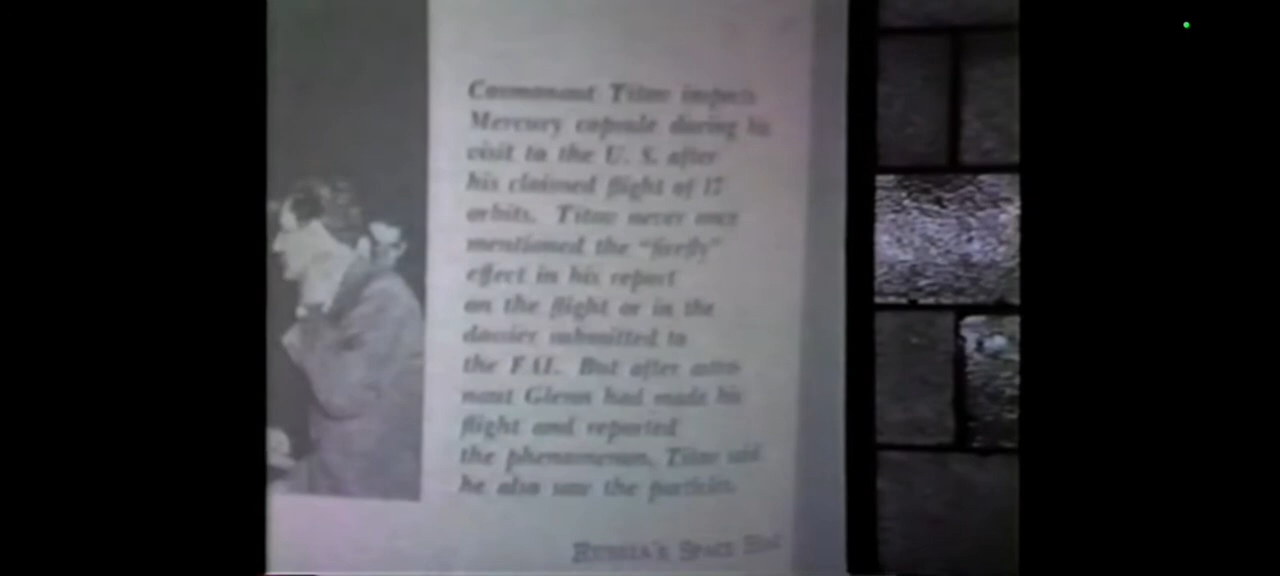 Cosmonaut Titov inspects
Mercury capsule during his
visit to the U. S. after
his claimed flight of 17
orbits. Titov never once
mentioned the "firefly"
effect in his report
on the flight or in the
dossier submitted to
the FAI. But after astro-
naut Glenn had made his
flight and reported
the phenomenon, Titov said
he also saw the particles.
RUSSIA'S SPACE